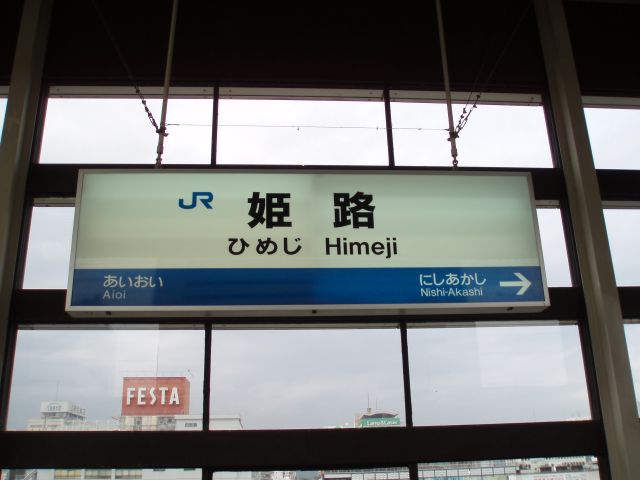 JR 姫路
ひめじ Himeji
あいおい
Aioi
にしあかし
Nishi-Akashi
FESTA